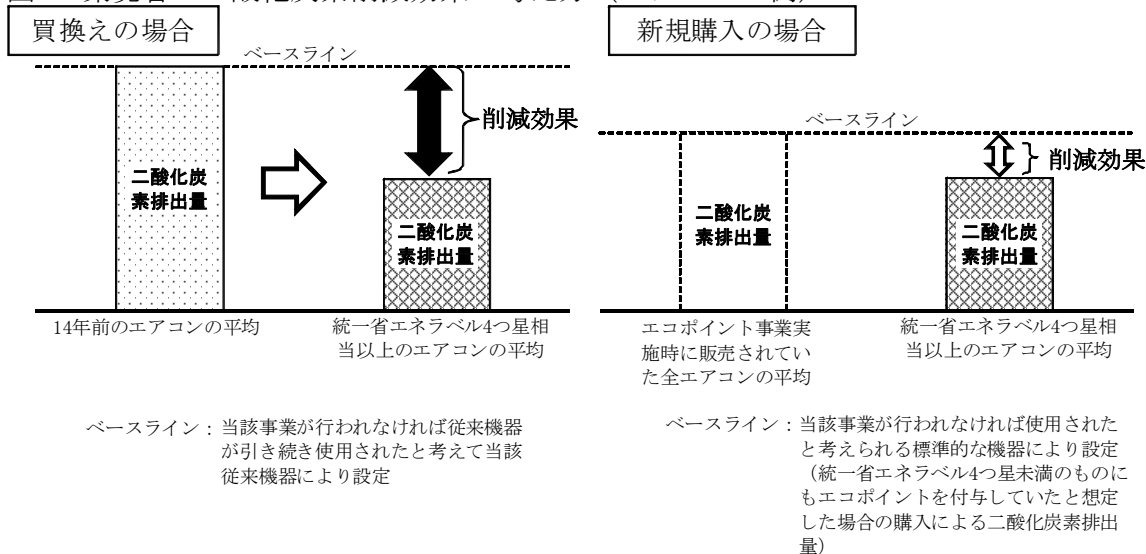 買換えの場合
ベースライン
削減効果
二酸化炭
素排出量
二酸化炭
素排出量
14年前のエアコンの平均
統一省エネラベル4つ星相
当以上のエアコンの平均
ベースライン:当該事業が行われなければ従来機器
が引き続き使用されたと考えて当該
従来機器により設定
新規購入の場合
ベースライン
削減効果
二酸化炭
素排出量
二酸化炭
素排出量
エコポイント事業実
施時に販売されてい
た全エアコンの平均
統一省エネラベル4つ星相
当以上のエアコンの平均
ベースライン:当該事業が行われなければ使用された
と考えられる標準的な機器により設定
(統一省エネラベル4つ星未満のものに
もエコポイントを付与していたと想定
した場合の購入による二酸化炭素排出
量)